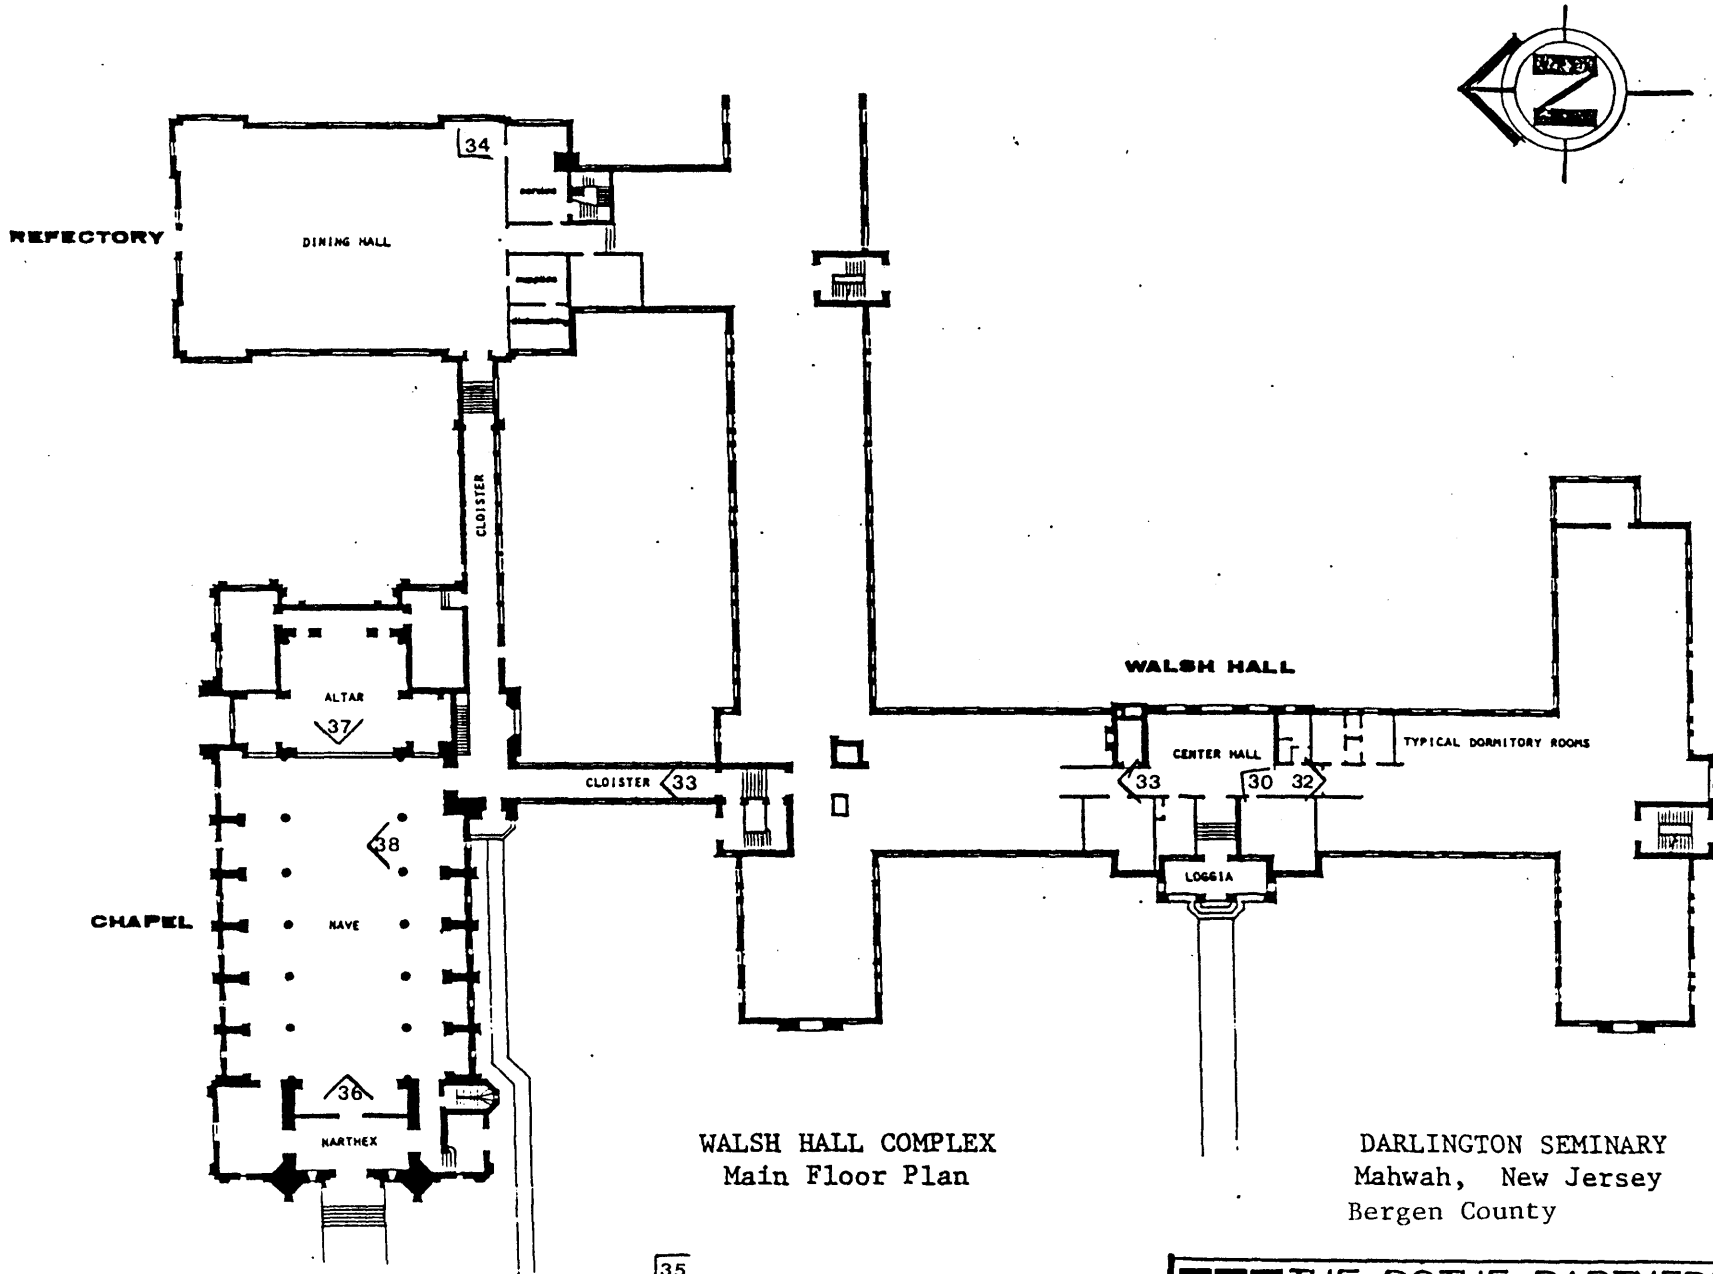 N
34
service
REFECTORY
DINING HALL
CLOISTER
WALSH HALL
ALTAR
37
CENTER HALL
TYPICAL DORMITORY ROOMS
CLOISTER 33
33
30 32
38
LOGGIA
CHAPEL
NAVE
36
NARTHEX
WALSH HALL COMPLEX
Main Floor Plan
DARLINGTON SEMINARY
Mahwah, New Jersey
Bergen County
35